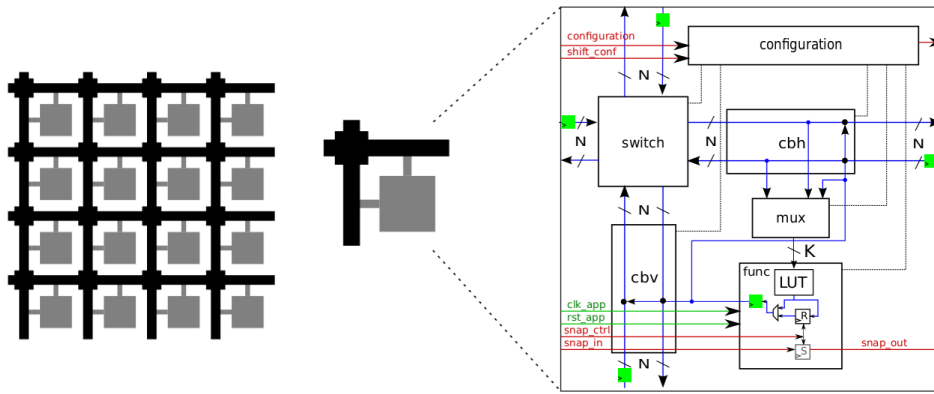 configuration
shift_conf
configuration
N
N
switch
N
N
cbh
N
mux
N
K
cbv
func
LUT
clk_app
rst_app
snap_ctrl
snap_in
R
S
snap_out
N